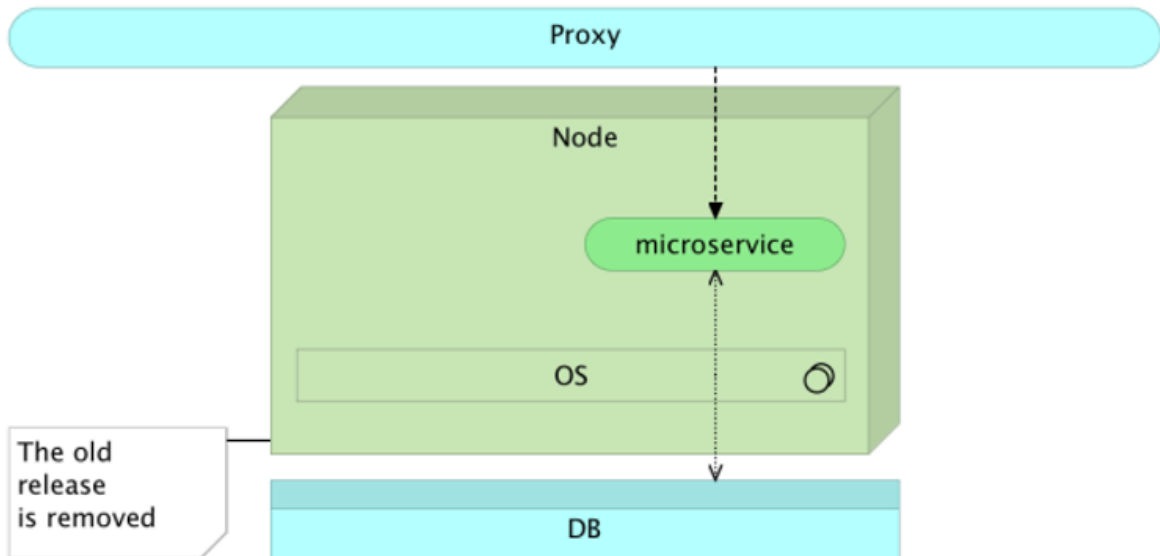 Proxy
Node
microservice
OS
The old
release
is removed
DB